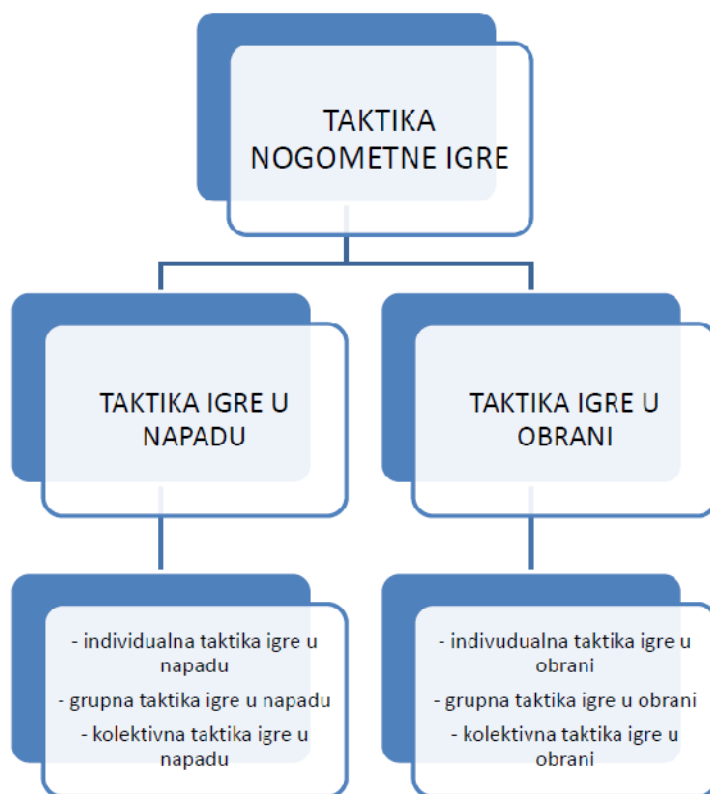 TAKTIKA
NOGOMETNE IGRE
TAKTIKA IGRE U
NAPADU
TAKTIKA IGRE U
OBRANI
- individualna taktika igre u
napadu
- grupna taktika igre u napadu
- kolektivna taktika igre u
napadu
- indivudualna taktika igre u
obrani
- grupna taktika igre u obrani
- kolektivna taktika igre u
obrani